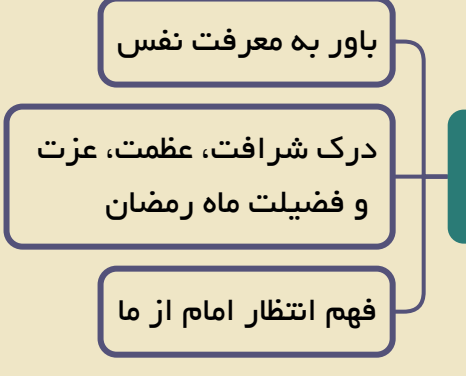 باور به معرفت نفس
درک شرافت، عظمت، عزت
و فضیلت ماه رمضان
فهم انتظار امام از ما